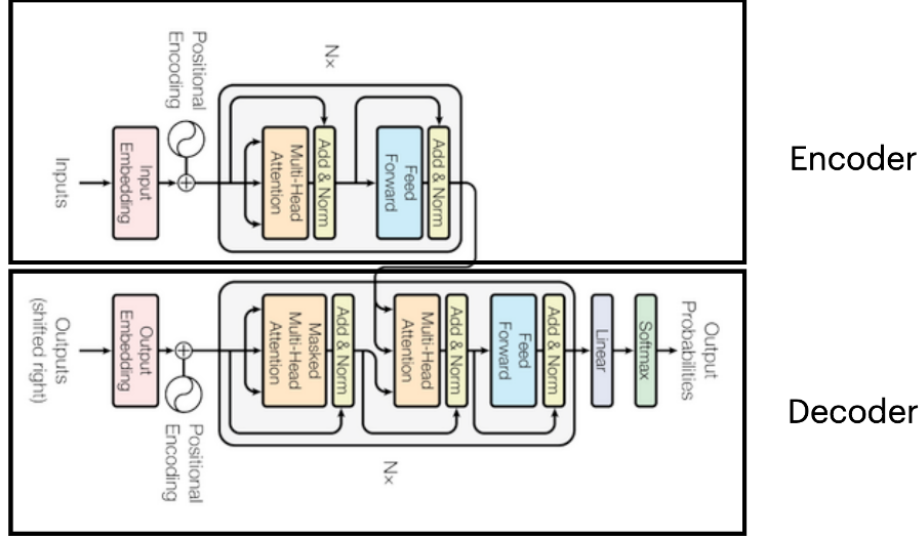 Encoder
Inputs
Input
Embedding
Positional
Encoding
Nx
Multi-Head
Attention
Add & Norm
Feed
Forward
Add & Norm
Decoder
Outputs
(shifted right)
Output
Embedding
Positional
Encoding
Nx
Masked
Multi-Head
Attention
Add & Norm
Multi-Head
Attention
Add & Norm
Feed
Forward
Add & Norm
Linear
Softmax
Output
Probabilities